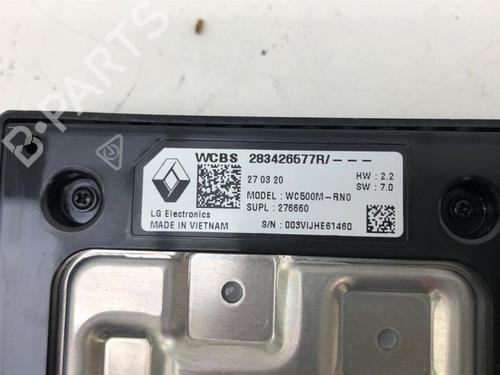 WCBS 283426577R/---
27 03 20
HW : 2.2
SW : 7.0
MODEL : WC500M-RN0
SUPL : 276660
LG Electronics
MADE IN VIETNAM
S/N : 003VIJHE61460
B-PARTS